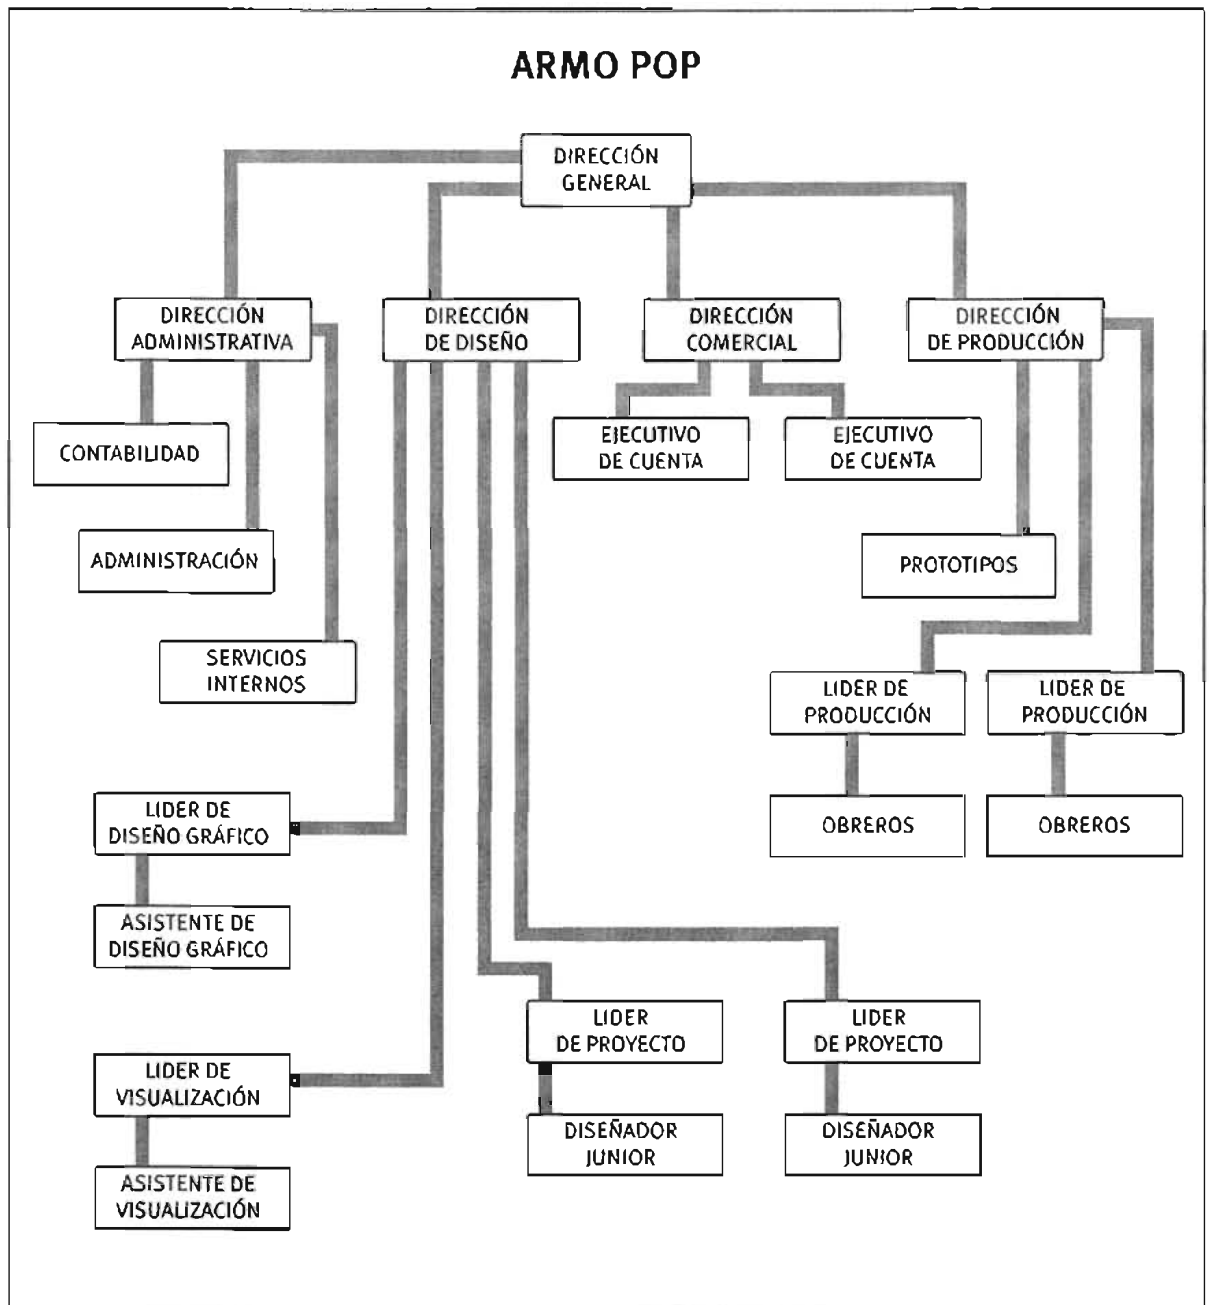 ARMO POP
DIRECCIÓN
GENERAL
DIRECCIÓN
ADMINISTRATIVA
DIRECCIÓN
DE DISEÑO
DIRECCIÓN
COMERCIAL
DIRECCIÓN
DE PRODUCCIÓN
CONTABILIDAD
EJECUTIVO
DE CUENTA
EJECUTIVO
DE CUENTA
ADMINISTRACIÓN
PROTOTIPOS
SERVICIOS
INTERNOS
LIDER DE
PRODUCCIÓN
LIDER DE
PRODUCCIÓN
LIDER DE
DISEÑO GRÁFICO
OBREROS
OBREROS
ASISTENTE DE
DISEÑO GRÁFICO
LIDER
DE PROYECTO
LIDER
DE PROYECTO
LIDER DE
VISUALIZACIÓN
DISEÑADOR
JUNIOR
DISEÑADOR
JUNIOR
ASISTENTE DE
VISUALIZACIÓN